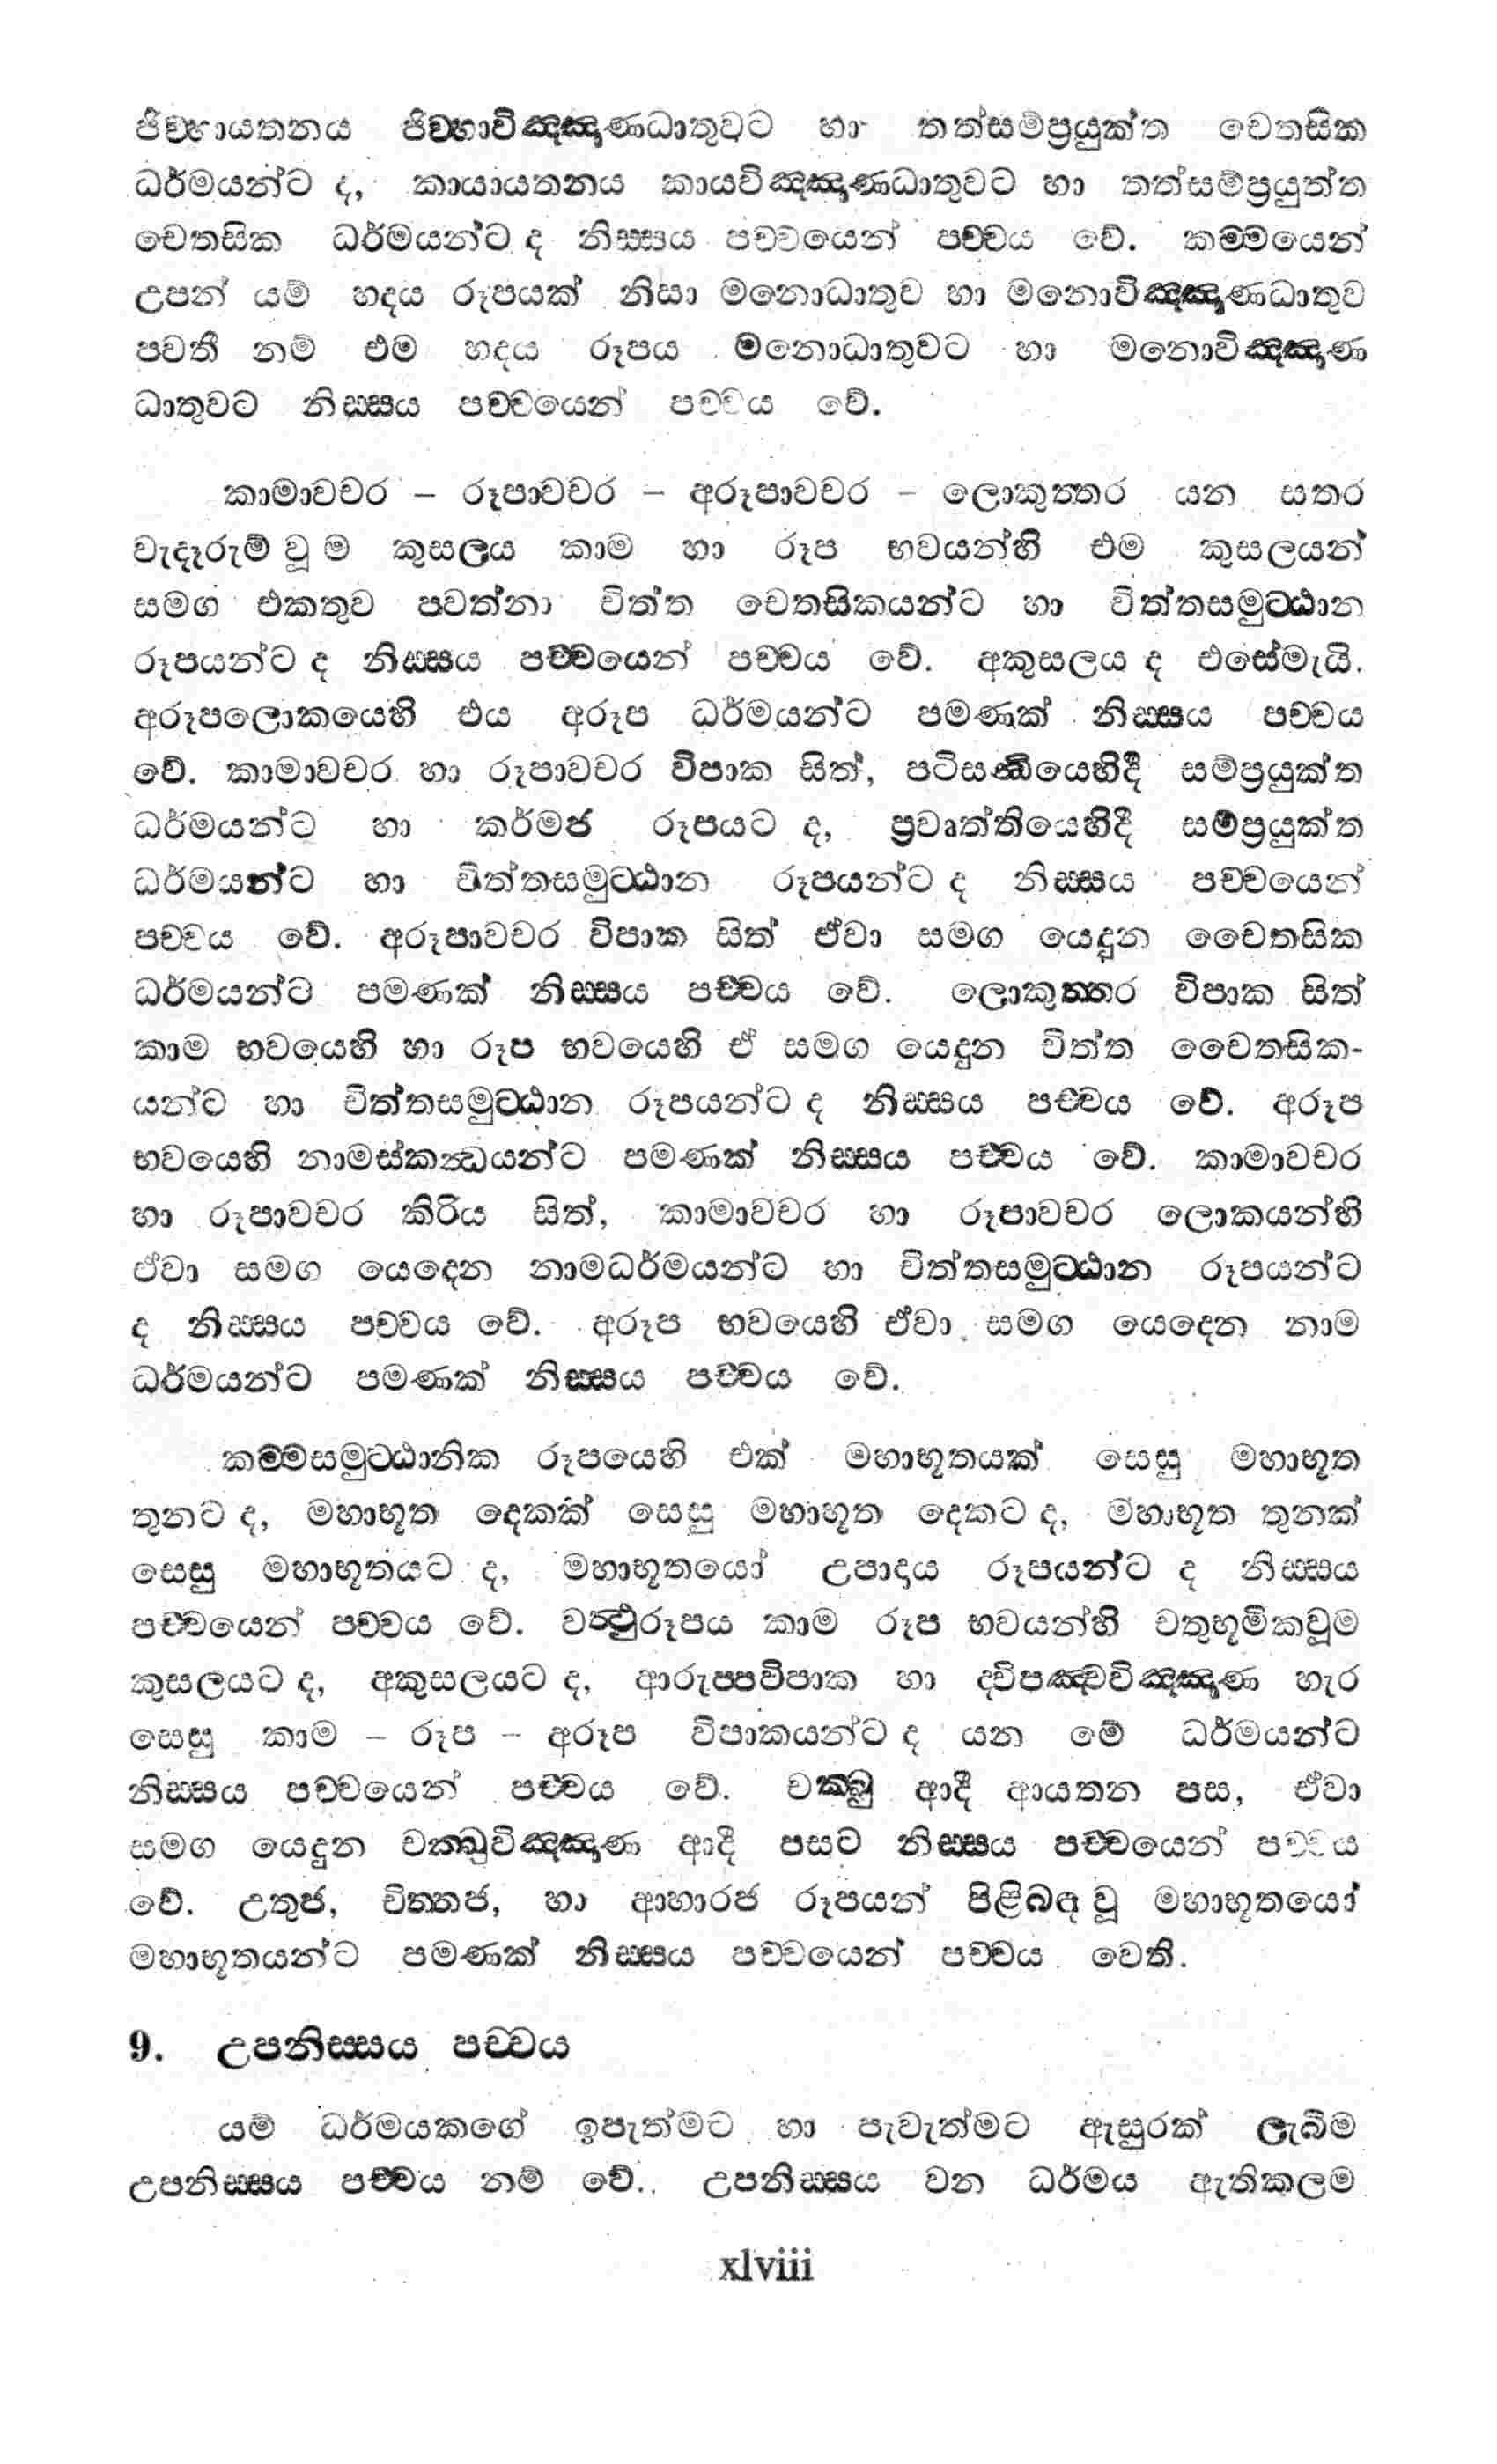 ජිව්හායතනය ජිව්හාවිඤ්ඤණධාතුවට හා තත්සම්ප්‍රයුක්ත චෙතසික
ධර්මයන්ට ද, කායායතනය කායවිඤ්ඤණධාතුවට හා තත්සම්ප්‍රයුත්ත
චෙතසික ධර්මයන්ට ද නිස්සය පච්චයෙන් පච්චය වේ. කම්මයෙන්
උපන් යම් හදය රූපයක් නිසා මනොධාතුව හා මනොවිඤ්ඤණධාතුව
පවතී නම් එම හදය රූපය මනොධාතුවට හා මනොවිඤ්ඤණ
ධාතුවට නිස්සය පච්චයෙන් පච්චය වේ.
කාමාවචර – රූපාවචර – අරූපාවචර – ලොකුත්තර යන සතර
වැදෑරුම් වූ ම කුසලය කාම හා රූප භවයන්හි එම කුසලයන්
සමග එකතුව පවත්නා චිත්ත චෙතසිකයන්ට හා චිත්තසමුට්ඨාන
රූපයන්ට ද නිස්සය පච්චයෙන් පච්චය වේ. අකුසලය ද එසේමැයි.
අරූපලොකයෙහි එය අරූප ධර්මයන්ට පමණක් නිස්සය පච්චය
වේ. කාමාවචර හා රූපාවචර විපාක සිත්, පටිසන්ධියෙහිදී සම්ප්‍රයුක්ත
ධර්මයන්ට හා කර්මජ රූපයට ද, ප්‍රවෘත්තියෙහිදී සම්ප්‍රයුක්ත
ධර්මයන්ට හා චිත්තසමුට්ඨාන රූපයන්ට ද නිස්සය පච්චයෙන්
පච්චය වේ. අරූපාවචර විපාක සිත් ඒවා සමග යෙදුන චෛතසික
ධර්මයන්ට පමණක් නිස්සය පච්චය වේ. ලොකුත්තර විපාක සිත්
කාම භවයෙහි හා රූප භවයෙහි ඒ සමග යෙදුන චිත්ත චෛතසික-
යන්ට හා චිත්තසමුට්ඨාන රූපයන්ට ද නිස්සය පච්චය වේ. අරූප
භවයෙහි නාමස්කන්‍ධයන්ට පමණක් නිස්සය පච්චය වේ. කාමාවචර
හා රූපාවචර කිරිය සිත්, කාමාවචර හා රූපාවචර ලොකයන්හි
ඒවා සමග යෙදෙන නාමධර්මයන්ට හා චිත්තසමුට්ඨාන රූපයන්ට
ද නිස්සය පච්චය වේ. අරූප භවයෙහි ඒවා සමග යෙදෙන නාම
ධර්මයන්ට පමණක් නිස්සය පච්චය වේ.
කම්මසමුට්ඨානික රූපයෙහි එක් මහාභූතයක් සෙසු මහාභූත
තුනට ද, මහාභූත දෙකක් සෙසු මහාභූත දෙකට ද, මහාභූත තුනක්
සෙසු මහාභූතයට ද, මහාභූතයෝ උපාදාය රූපයන්ට ද නිස්සය
පච්චයෙන් පච්චය වේ. වත්‍ථුරූපය කාම රූප භවයන්හි චතුභූමිකවූම
කුසලයට ද, අකුසලයට ද, ආරුප්පවිපාක හා ද්විපඤ්චවිඤ්ඤණ හැර
සෙසු කාම – රූප – අරූප විපාකයන්ට ද යන මේ ධර්මයන්ට
නිස්සය පච්චයෙන් පච්චය වේ. චක්ඛු ආදී ආයතන පස, ඒවා
සමග යෙදුන චක්ඛුවිඤ්ඤණ ආදී පසට නිස්සය පච්චයෙන් පච්චය
වේ. උතුජ, චිත්තජ, හා ආහාරජ රූපයන් පිළිබඳ වූ මහාභූතයෝ
මහාභූතයන්ට පමණක් නිස්සය පච්චයෙන් පච්චය වෙති.
9. උපනිස්සය පච්චය
යම් ධර්මයකගේ ඉපැත්මට හා පැවැත්මට ඇසුරක් ලැබීම
උපනිස්සය පච්චය නම් වේ.. උපනිස්සය වන ධර්මය ඇතිකලම
xlviii